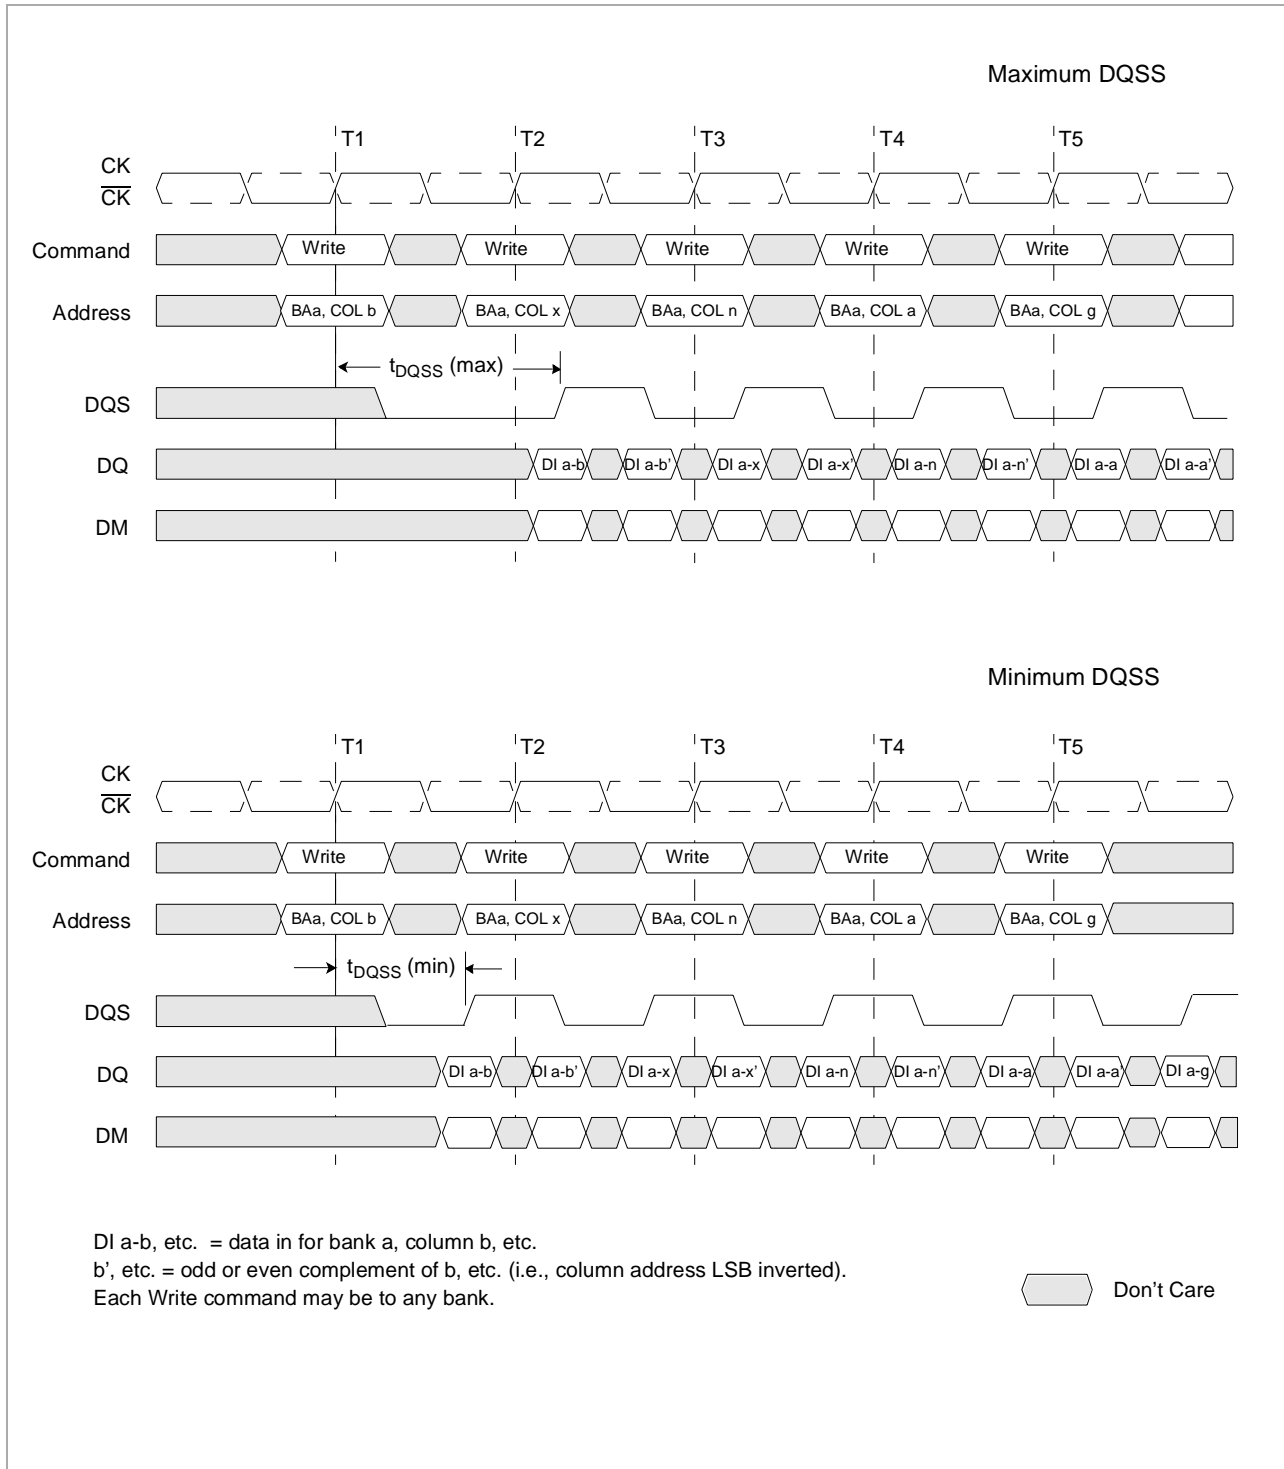 Maximum DQSS
T1 T2 T3 T4 T5
CK
CK
Command Write Write Write Write Write
Address BAa, COL b BAa, COL x BAa, COL n BAa, COL a BAa, COL g
tDQSS (max)
DQS
DQ DI a-b DI a-b’ DI a-x DI a-x’ DI a-n DI a-n’ DI a-a DI a-a’
DM
Minimum DQSS
T1 T2 T3 T4 T5
CK
CK
Command Write Write Write Write Write
Address BAa, COL b BAa, COL x BAa, COL n BAa, COL a BAa, COL g
tDQSS (min)
DQS
DQ DI a-b DI a-b’ DI a-x DI a-x’ DI a-n DI a-n’ DI a-a DI a-a’ DI a-g
DM
DI a-b, etc. = data in for bank a, column b, etc.
b’, etc. = odd or even complement of b, etc. (i.e., column address LSB inverted).
Each Write command may be to any bank.
Don't Care